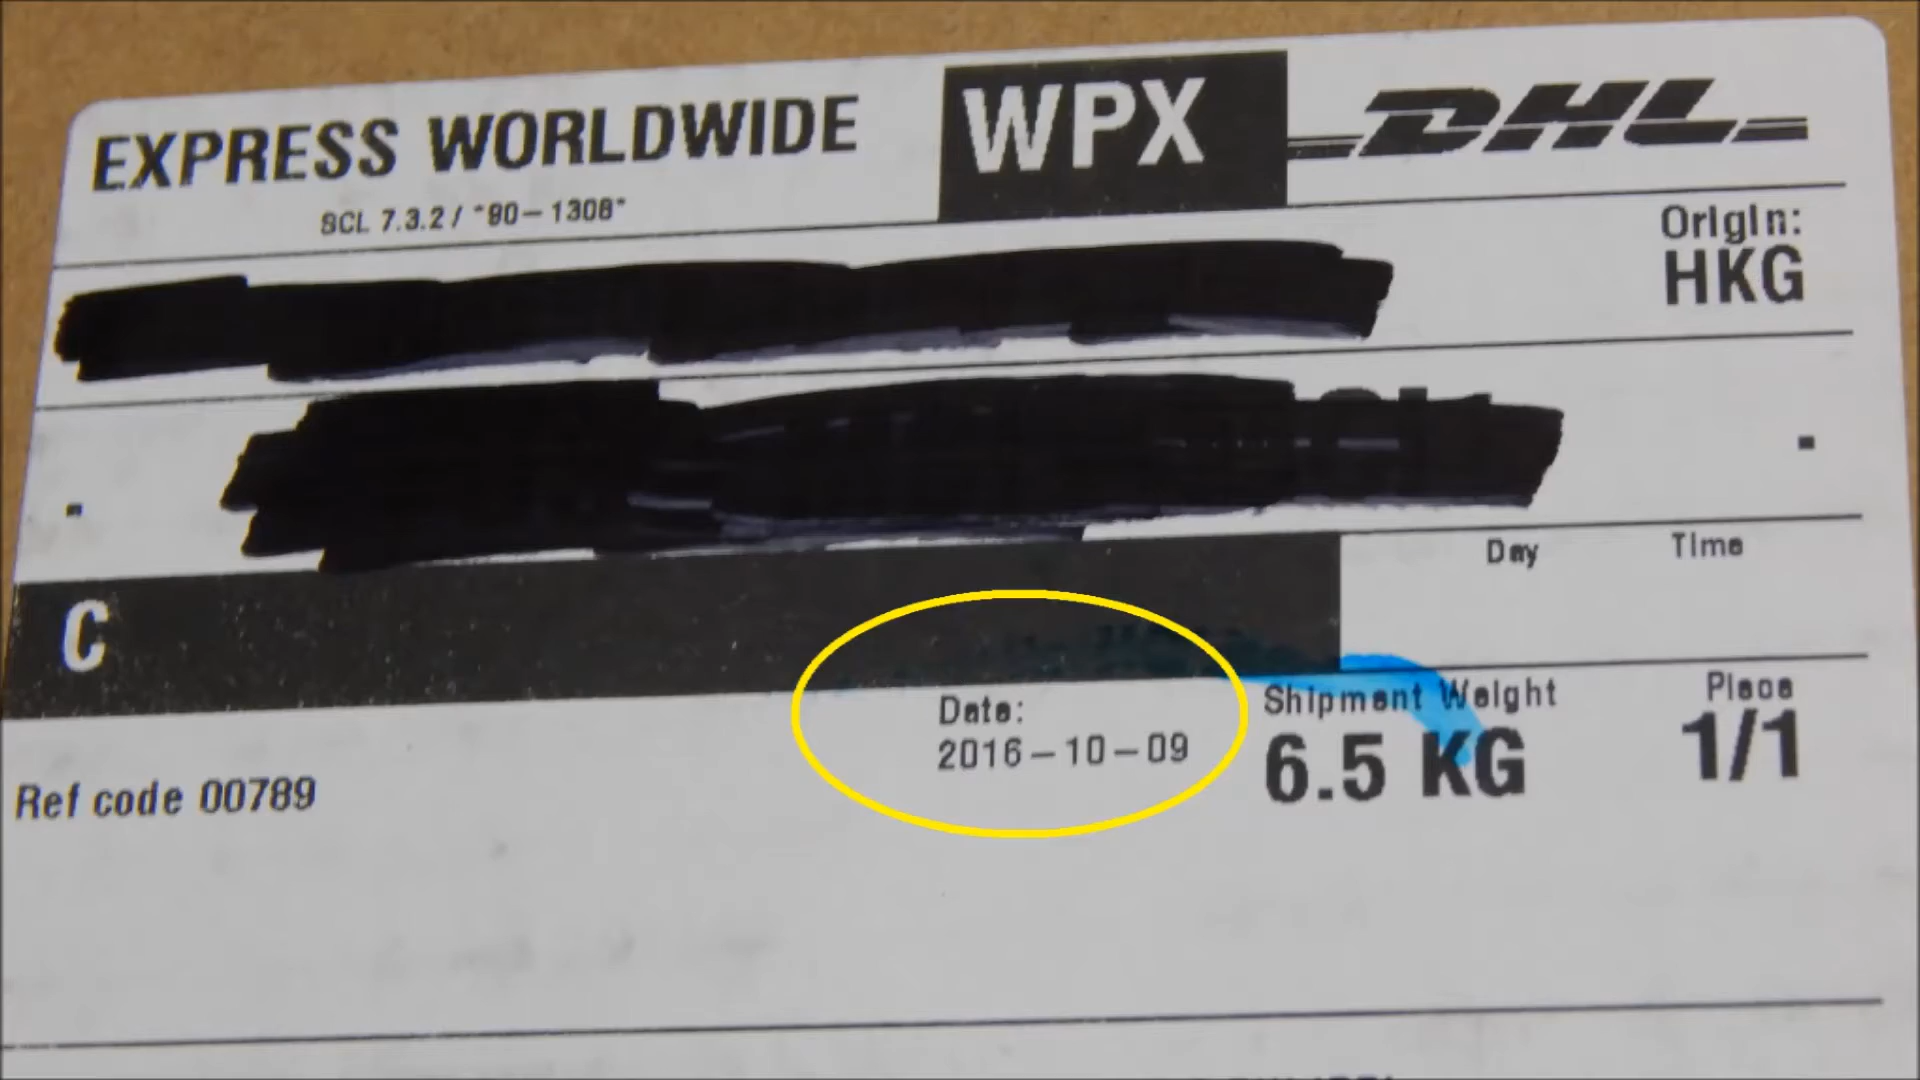 EXPRESS WORLDWIDE WPX DHL
SCL 7.3.2 / "90-1308"
Origin:
HKG
Day Time
C
Date: Shipment Weight Piece
2016-10-09 6.5 KG 1/1
Ref code 00789